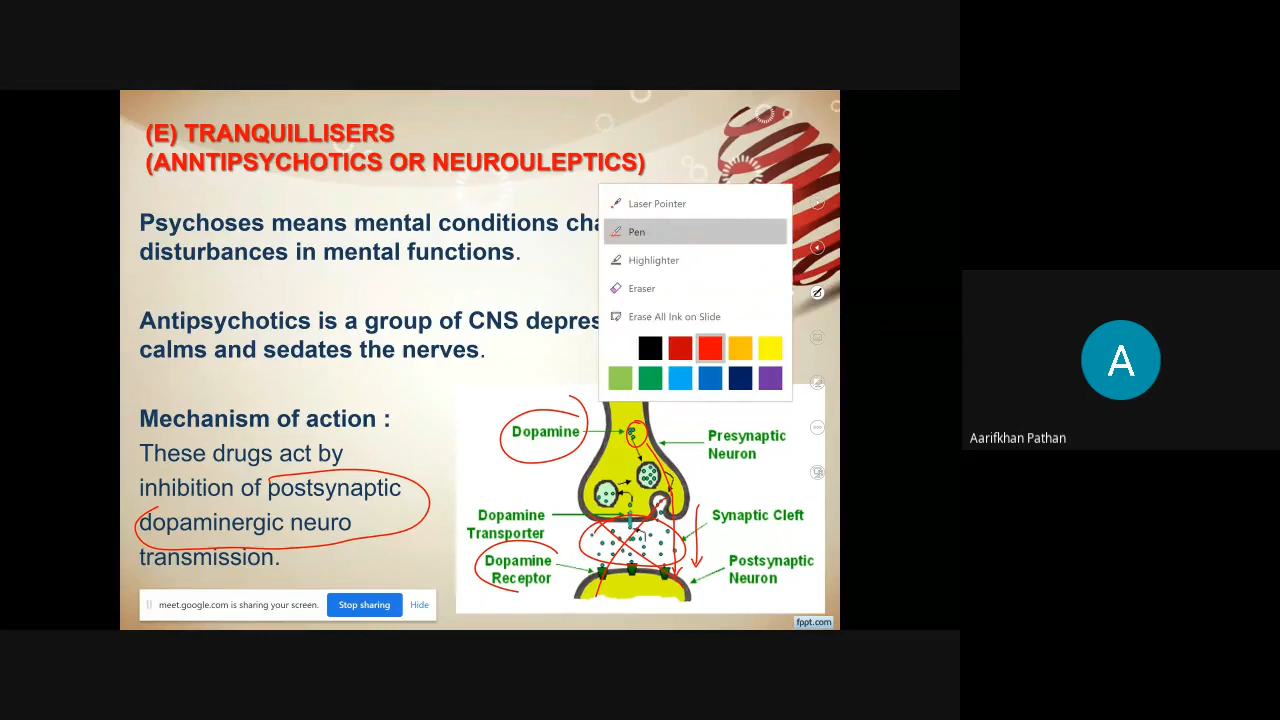 (E) TRANQUILLISERS
(ANNTIPSYCHOTICS OR NEUROULEPTICS)
Psychoses means mental conditions cha
disturbances in mental functions.
Antipsychotics is a group of CNS depres
calms and sedates the nerves.
Mechanism of action :
These drugs act by
inhibition of postsynaptic
dopaminergic neuro
transmission.
Laser Pointer
Pen
Highlighter
Eraser
Erase All Ink on Slide
Dopamine
Presynaptic
Neuron
Dopamine
Transporter
Synaptic Cleft
Dopamine
Receptor
Postsynaptic
Neuron
meet.google.com is sharing your screen.
Stop sharing
Hide
fppt.com
A
Aarifkhan Pathan